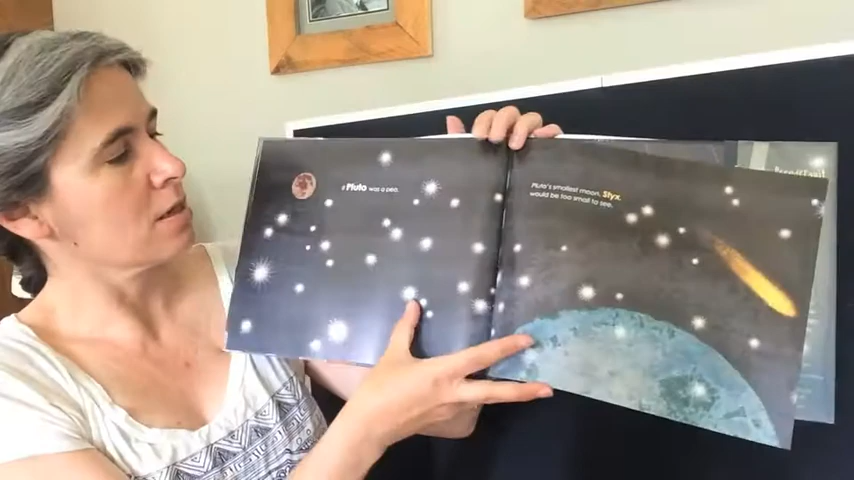 If Pluto was a pea,
Pluto's smallest moon, Styx,
would be too small to see.